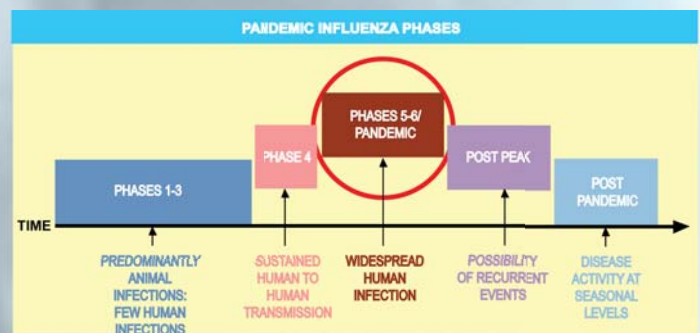 PANDEMIC INFLUENZA PHASES
PHASES 5-6/
PANDEMIC
PHASE 4
POST PEAK
PHASES 1-3
POST
PANDEMIC
TIME
PREDOMINANTLY
ANIMAL
INFECTIONS:
FEW HUMAN
INFECTIONS
SUSTAINED
HUMAN TO
HUMAN
TRANSMISSION
WIDESPREAD
HUMAN
INFECTION
POSSIBILITY
OF RECURRENT
EVENTS
DISEASE
ACTIVITY AT
SEASONAL
LEVELS